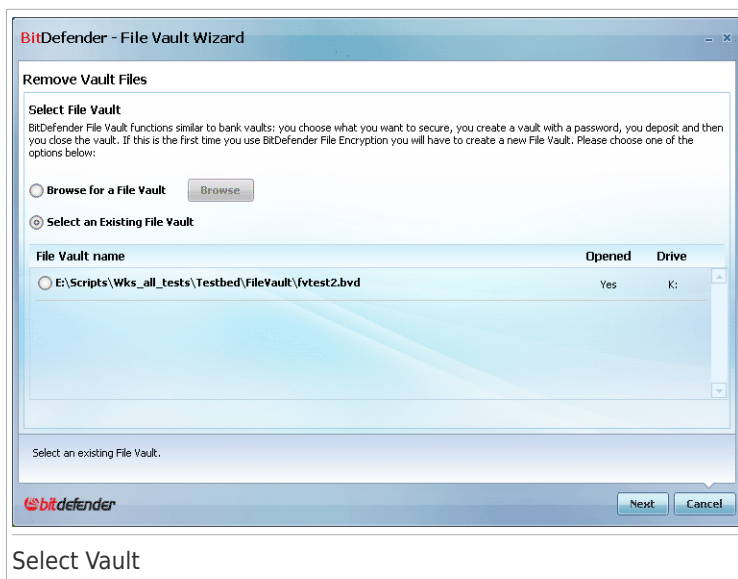 BitDefender - File Vault Wizard
Remove Vault Files
Select File Vault
BitDefender File Vault functions similar to bank vaults: you choose what you want to secure, you create a vault with a password, you deposit and then
you close the vault. If this is the first time you use BitDefender File Encryption you will have to create a new File Vault. Please choose one of the
options below:
Browse for a File Vault Browse
Select an Existing File Vault
File Vault name Opened Drive
E:\Scripts\Wks_all_tests\Testbed\FileVault\fvtest2.bvd Yes K:
Select an existing File Vault.
bitdefender Next Cancel
Select Vault